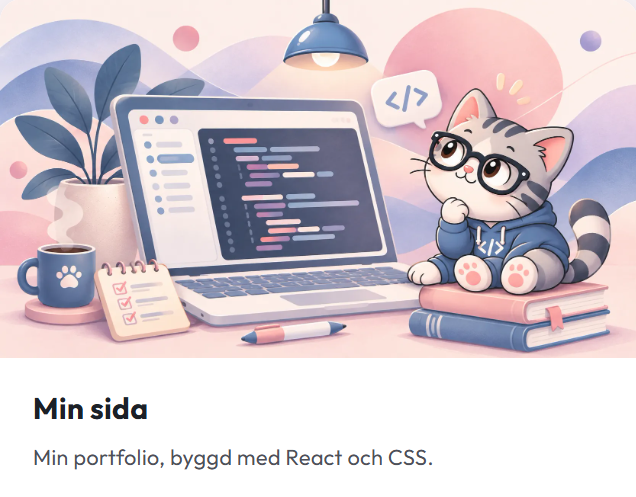 </>
</>
Min sida
Min portfolio, byggd med React och CSS.